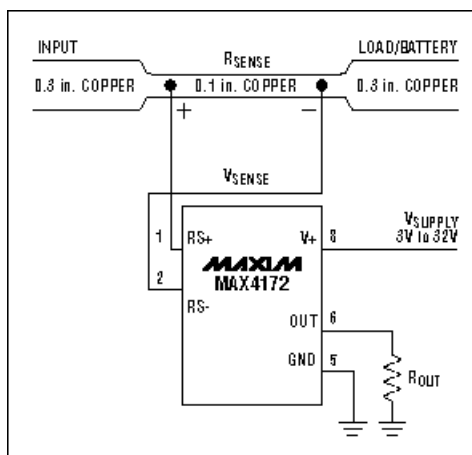 INPUT
RSENSE
LOAD/BATTERY
0.3 in. COPPER
0.1 in. COPPER
0.3 in. COPPER
+
−
VSENSE
VSUPPLY
3V to 32V
1
RS+
V+
8
MAXIM
MAX4172
2
RS-
OUT
6
GND
5
ROUT